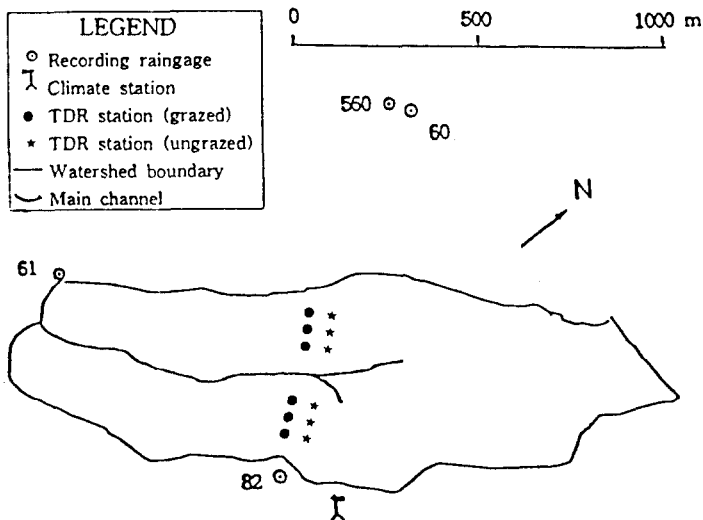 LEGEND
Recording raingage
Climate station
TDR station (grazed)
TDR station (ungrazed)
Watershed boundary
Main channel
0 500 1000 m
560
60
N
61
82